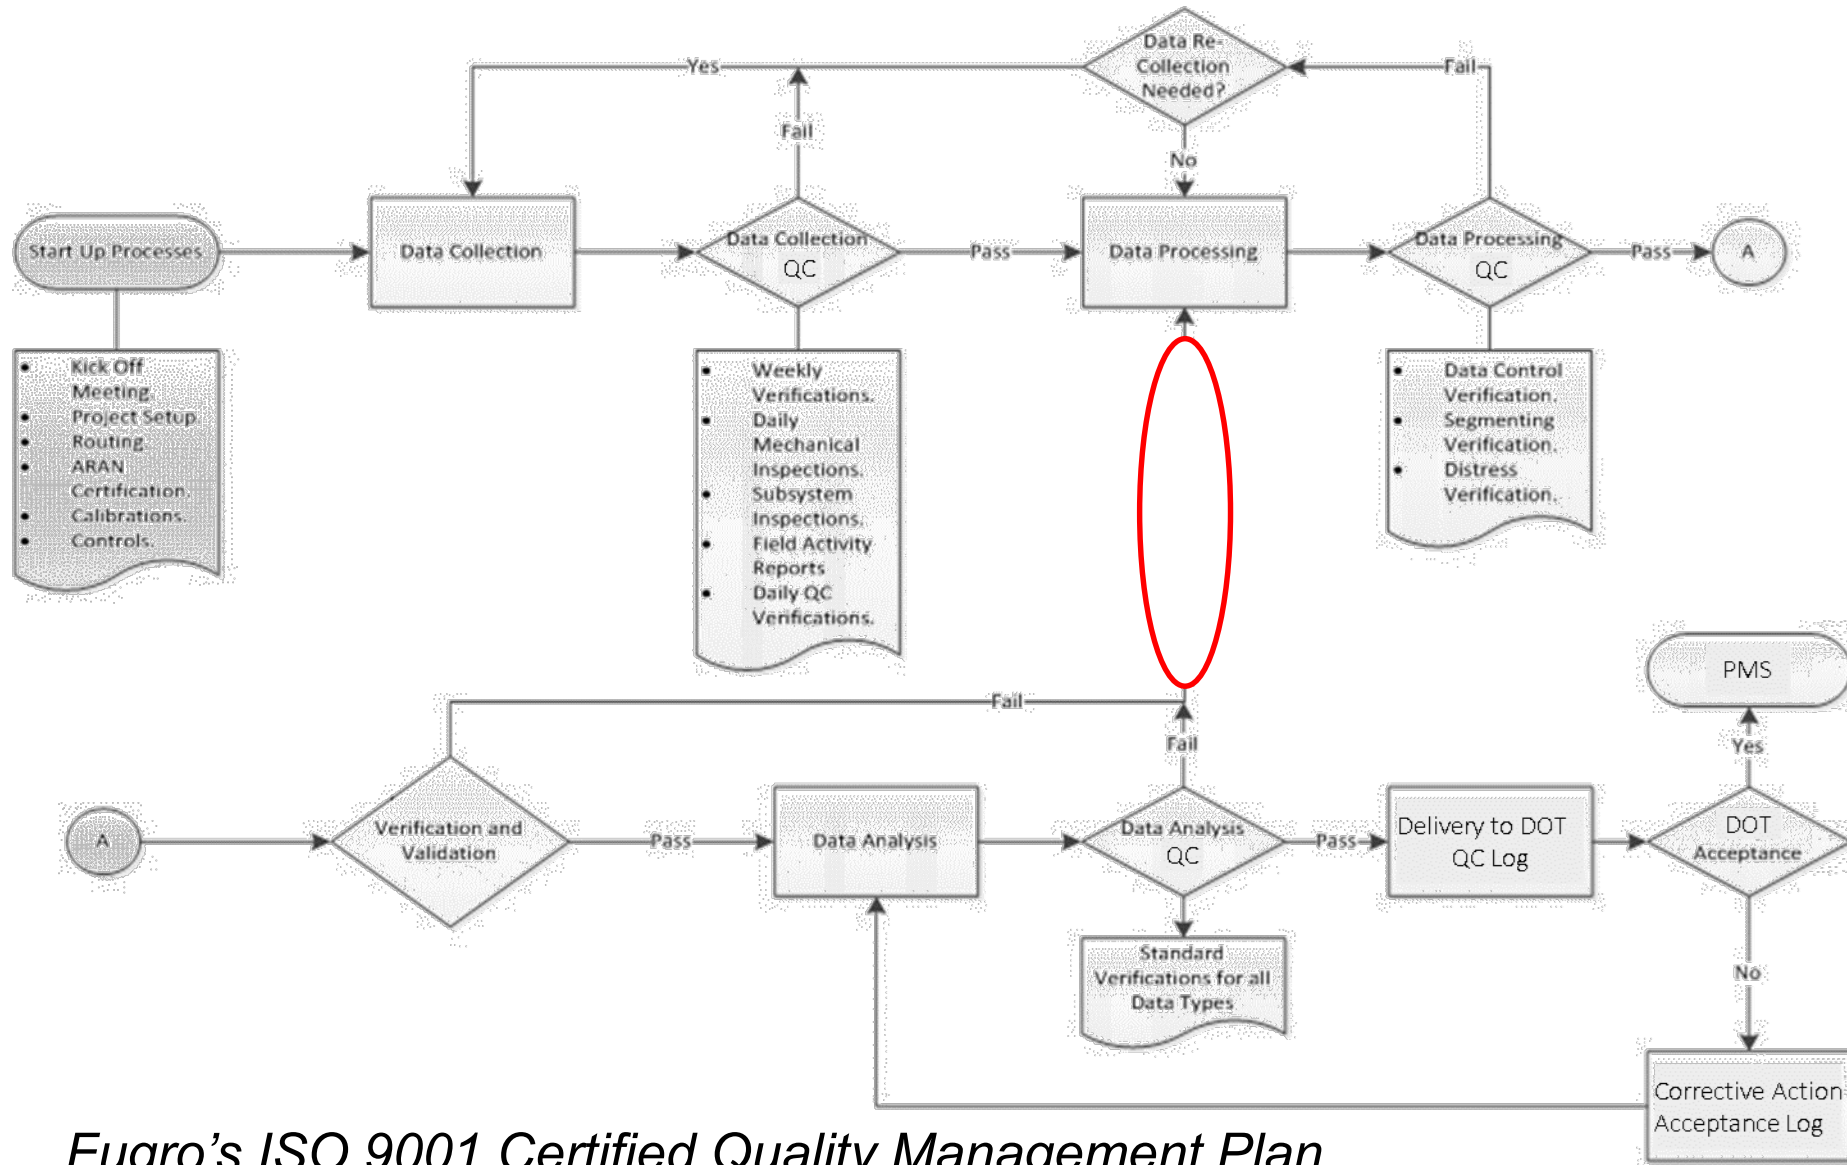 Data Re-
Collection
Needed?
Yes
Fail
Fail
No
Start Up Processes
Data Collection
Data Collection
QC
Pass
Data Processing
Data Processing
QC
Pass
A
• Kick Off
Meeting.
• Project Setup.
• Routing
• ARAN
Certification.
• Calibrations.
• Controls.
• Weekly
Verifications.
• Daily
Mechanical
Inspections.
• Subsystem
Inspections.
• Field Activity
Reports
• Daily QC
Verifications.
• Data Control
Verification.
• Segmenting
Verification.
• Distress
Verification.
PMS
Fail
Fail
Yes
A
Verification and
Validation
Pass
Data Analysis
Data Analysis
QC
Pass
Delivery to DOT
QC Log
DOT
Acceptance
Standard
Verifications for all
Data Types
No
Corrective Action
Acceptance Log
Fugro's ISO 9001 Certified Quality Management Plan